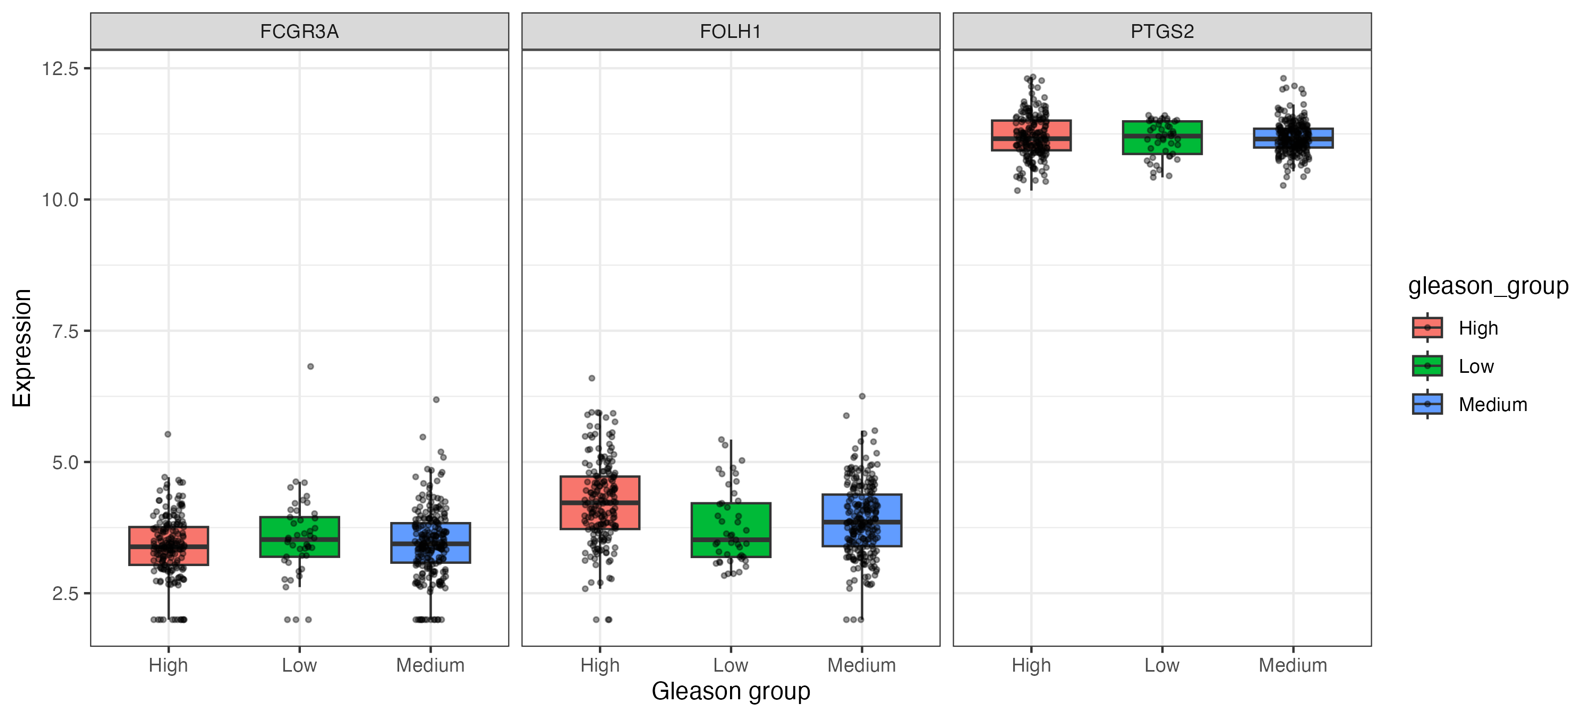 FCGR3A
FOLH1
PTGS2
Expression
12.5
10.0
7.5
5.0
2.5
High
Low
Medium
High
Low
Medium
High
Low
Medium
Gleason group
gleason_group
High
Low
Medium